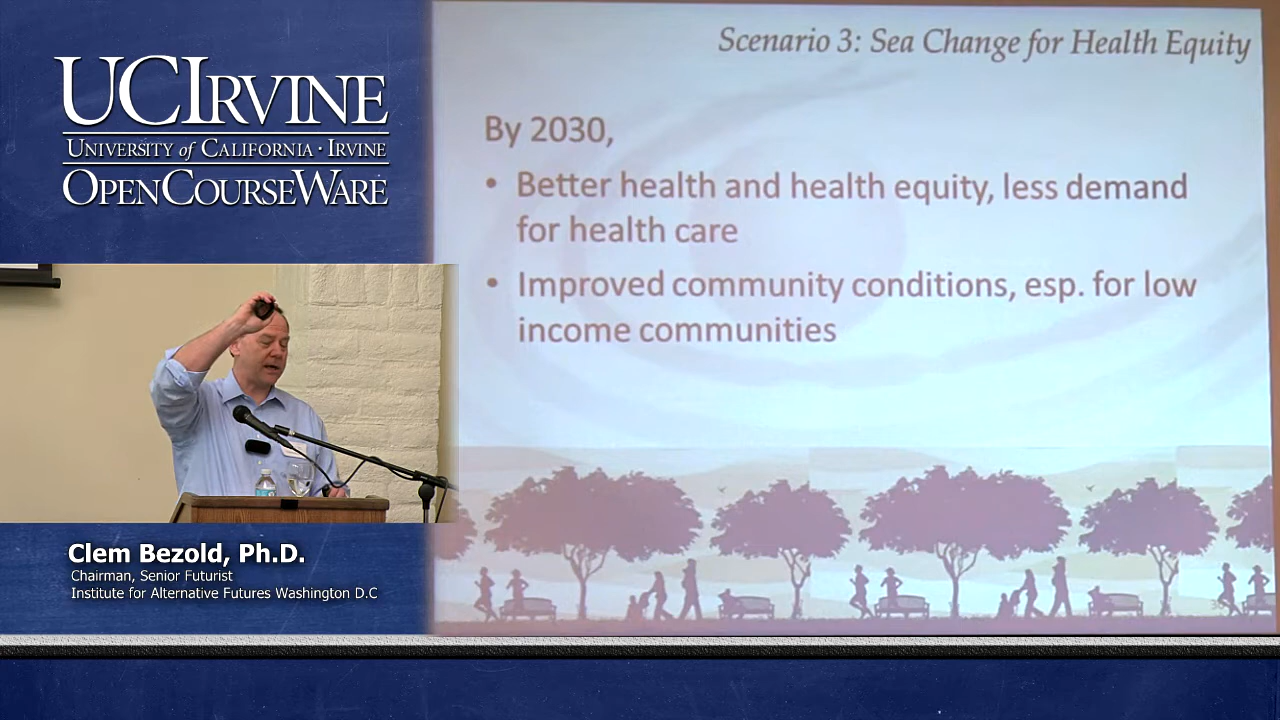 UCIRVINE
UNIVERSITY of CALIFORNIA · IRVINE
OPENCOURSEWARE
Scenario 3: Sea Change for Health Equity
By 2030,
• Better health and health equity, less demand
for health care
• Improved community conditions, esp. for low
income communities
Clem Bezold, Ph.D.
Chairman, Senior Futurist
Institute for Alternative Futures Washington D.C